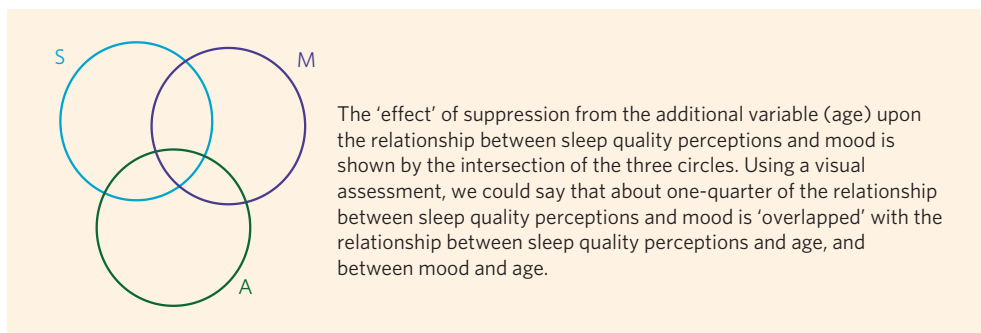 S
M
The ‘effect’ of suppression from the additional variable (age) upon
the relationship between sleep quality perceptions and mood is
shown by the intersection of the three circles. Using a visual
assessment, we could say that about one-quarter of the relationship
between sleep quality perceptions and mood is ‘overlapped’ with the
relationship between sleep quality perceptions and age, and
between mood and age.
A